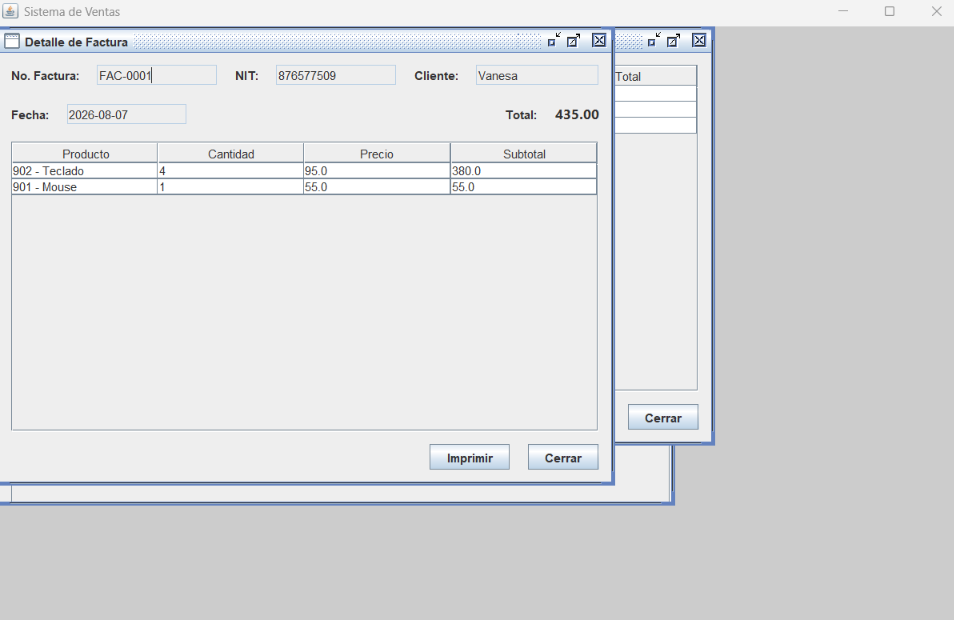 Sistema de Ventas
Detalle de Factura
No. Factura: FAC-0001 NIT: 876577509 Cliente: Vanesa
Total
Fecha: 2026-08-07 Total: 435.00
Producto Cantidad Precio Subtotal
902 - Teclado 4 95.0 380.0
901 - Mouse 1 55.0 55.0
Cerrar
Imprimir Cerrar